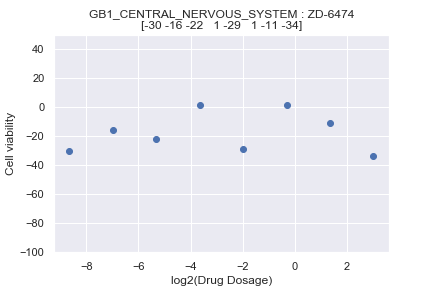 GB1_CENTRAL_NERVOUS_SYSTEM : ZD-6474
[-30 -16 -22   1 -29   1 -11 -34]
40
20
0
−20
−40
−60
−80
−100
Cell viability
−8 −6 −4 −2 0 2
log2(Drug Dosage)